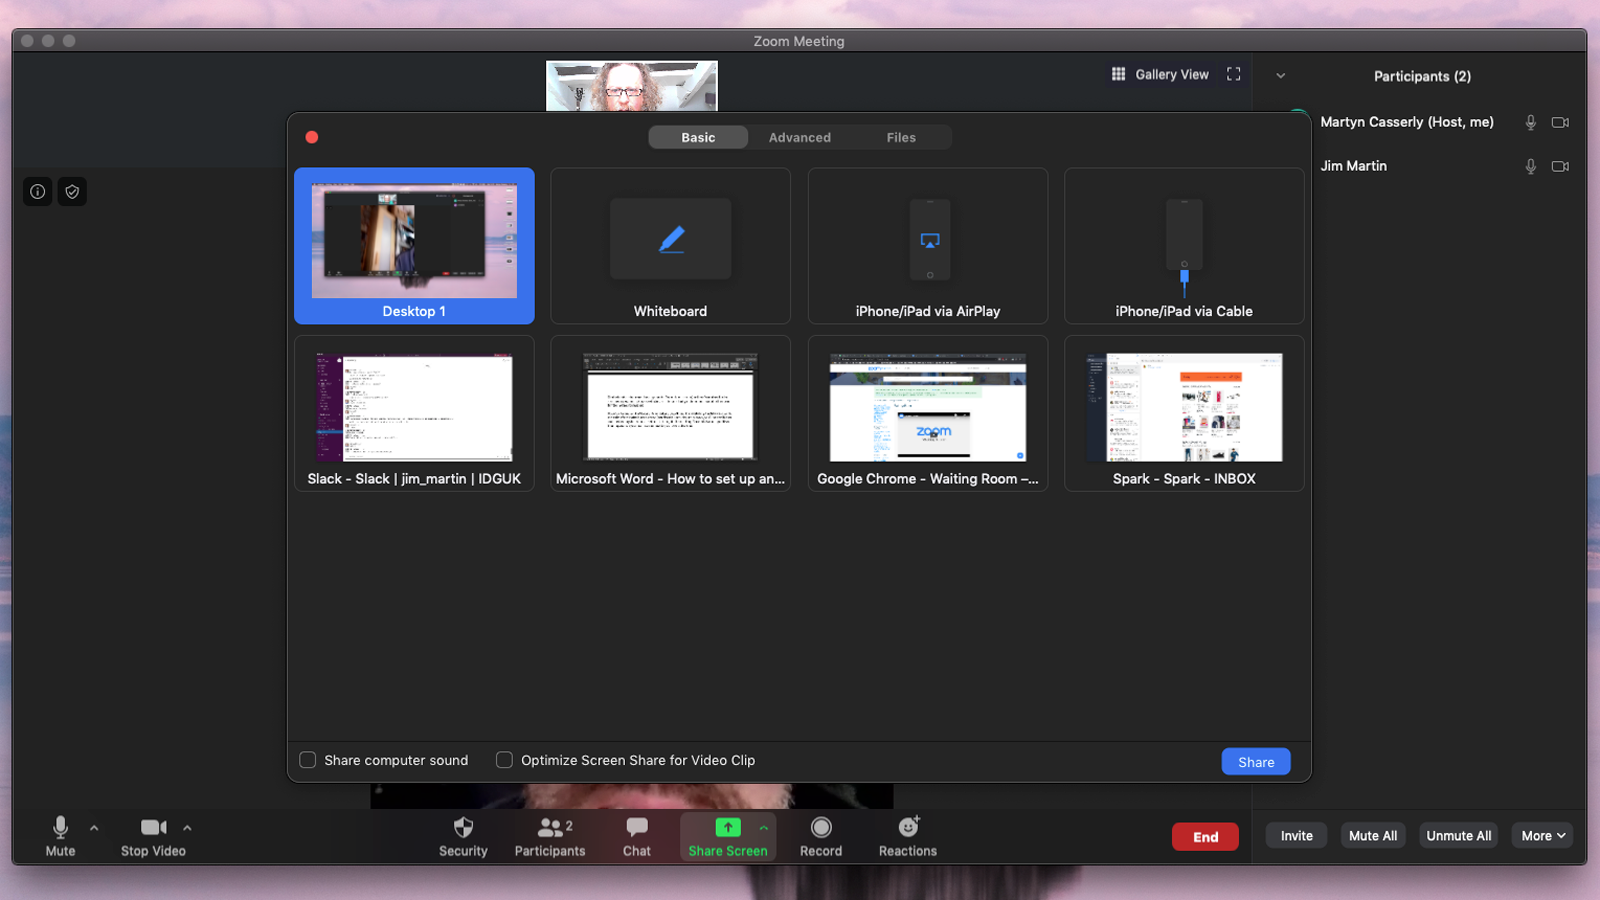 Zoom Meeting
Gallery View
Participants (2)
Martyn Casserly (Host, me)
Jim Martin
Basic
Advanced
Files
Desktop 1
Whiteboard
iPhone/iPad via AirPlay
iPhone/iPad via Cable
zoom
Slack - Slack | jim_martin | IDGUK
Microsoft Word - How to set up an...
Google Chrome - Waiting Room –...
Spark - Spark - INBOX
Share computer sound
Optimize Screen Share for Video Clip
Share
Mute
Stop Video
Security
2
Participants
Chat
Share Screen
Record
Reactions
End
Invite
Mute All
Unmute All
More